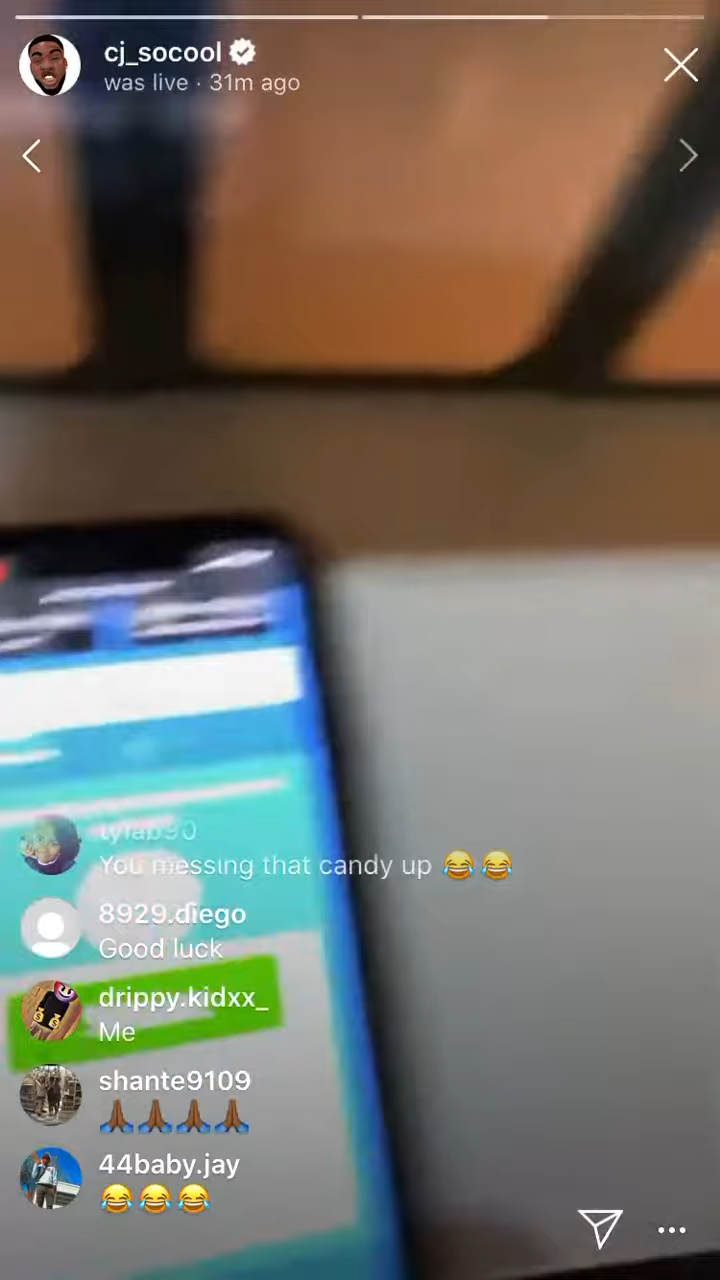 cj_socool
was live · 31m ago
tylab90
You messing that candy up 😂😂
8929.diego
Good luck
drippy.kidxx_
Me
shante9109
🙏🏾🙏🏾🙏🏾🙏🏾
44baby.jay
😂😂😂